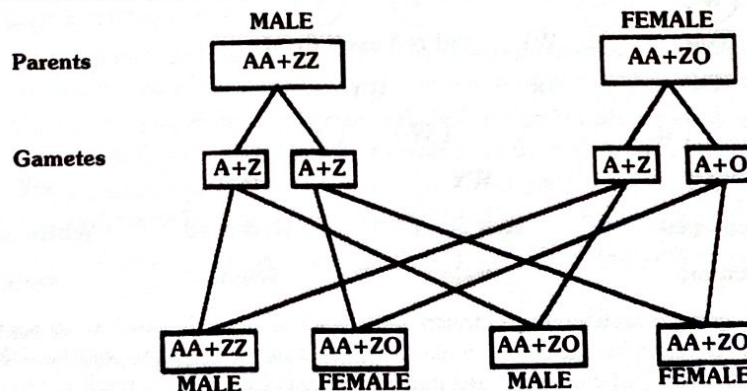 MALE FEMALE
Parents AA+ZZ AA+ZO
Gametes A+Z A+Z A+Z A+O
AA+ZZ AA+ZO AA+ZO AA+ZO
MALE FEMALE MALE FEMALE